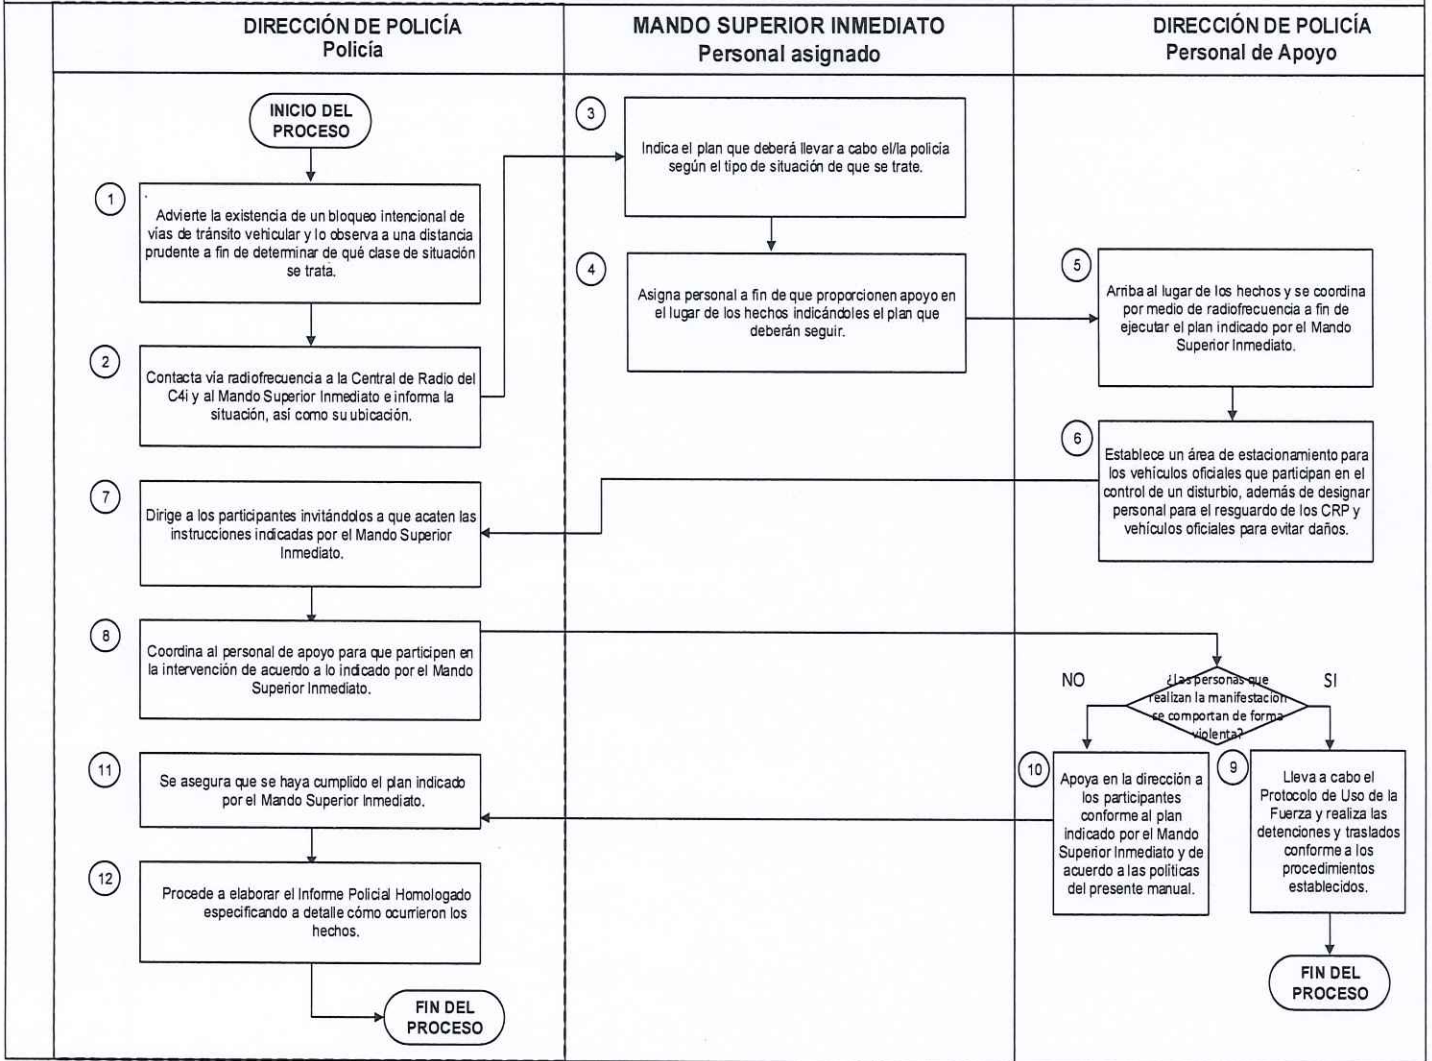 DIRECCIÓN DE POLICÍA
Policía
MANDO SUPERIOR INMEDIATO
Personal asignado
DIRECCIÓN DE POLICÍA
Personal de Apoyo
INICIO DEL
PROCESO
1
Advierte la existencia de un bloqueo intencional de
vías de tránsito vehicular y lo observa a una distancia
prudente a fin de determinar de qué clase de situación
se trata.
2
Contacta vía radiofrecuencia a la Central de Radio del
C4i y al Mando Superior Inmediato e informa la
situación, así como su ubicación.
3
Indica el plan que deberá llevar a cabo el/la policía
según el tipo de situación de que se trate.
4
Asigna personal a fin de que proporcionen apoyo en
el lugar de los hechos indicándoles el plan que
deberán seguir.
5
Arriba al lugar de los hechos y se coordina
por medio de radiofrecuencia a fin de
ejecutar el plan indicado por el Mando
Superior Inmediato.
6
Establece un área de estacionamiento para
los vehículos oficiales que participan en el
control de un disturbio, además de designar
personal para el resguardo de los CRP y
vehículos oficiales para evitar daños.
7
Dirige a los participantes invitándolos a que acaten las
instrucciones indicadas por el Mando Superior
Inmediato.
8
Coordina al personal de apoyo para que participen en
la intervención de acuerdo a lo indicado por el Mando
Superior Inmediato.
¿Las personas que
realizan la manifestación
se comportan de forma
violenta?
NO
SI
9
Lleva a cabo el
Protocolo de Uso de la
Fuerza y realiza las
detenciones y traslados
conforme a los
procedimientos
establecidos.
FIN DEL
PROCESO
10
Apoya en la dirección a
los participantes
conforme al plan
indicado por el Mando
Superior Inmediato y de
acuerdo a las políticas
del presente manual.
11
Se asegura que se haya cumplido el plan indicado
por el Mando Superior Inmediato.
12
Procede a elaborar el Informe Policial Homologado
especificando a detalle cómo ocurrieron los
hechos.
FIN DEL
PROCESO